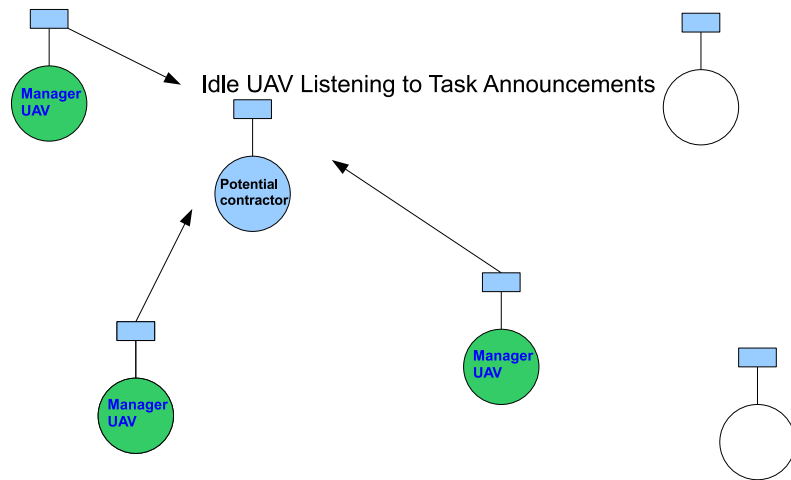 Idle UAV Listening to Task Announcements
Manager
UAV
Potential
contractor
Manager
UAV
Manager
UAV